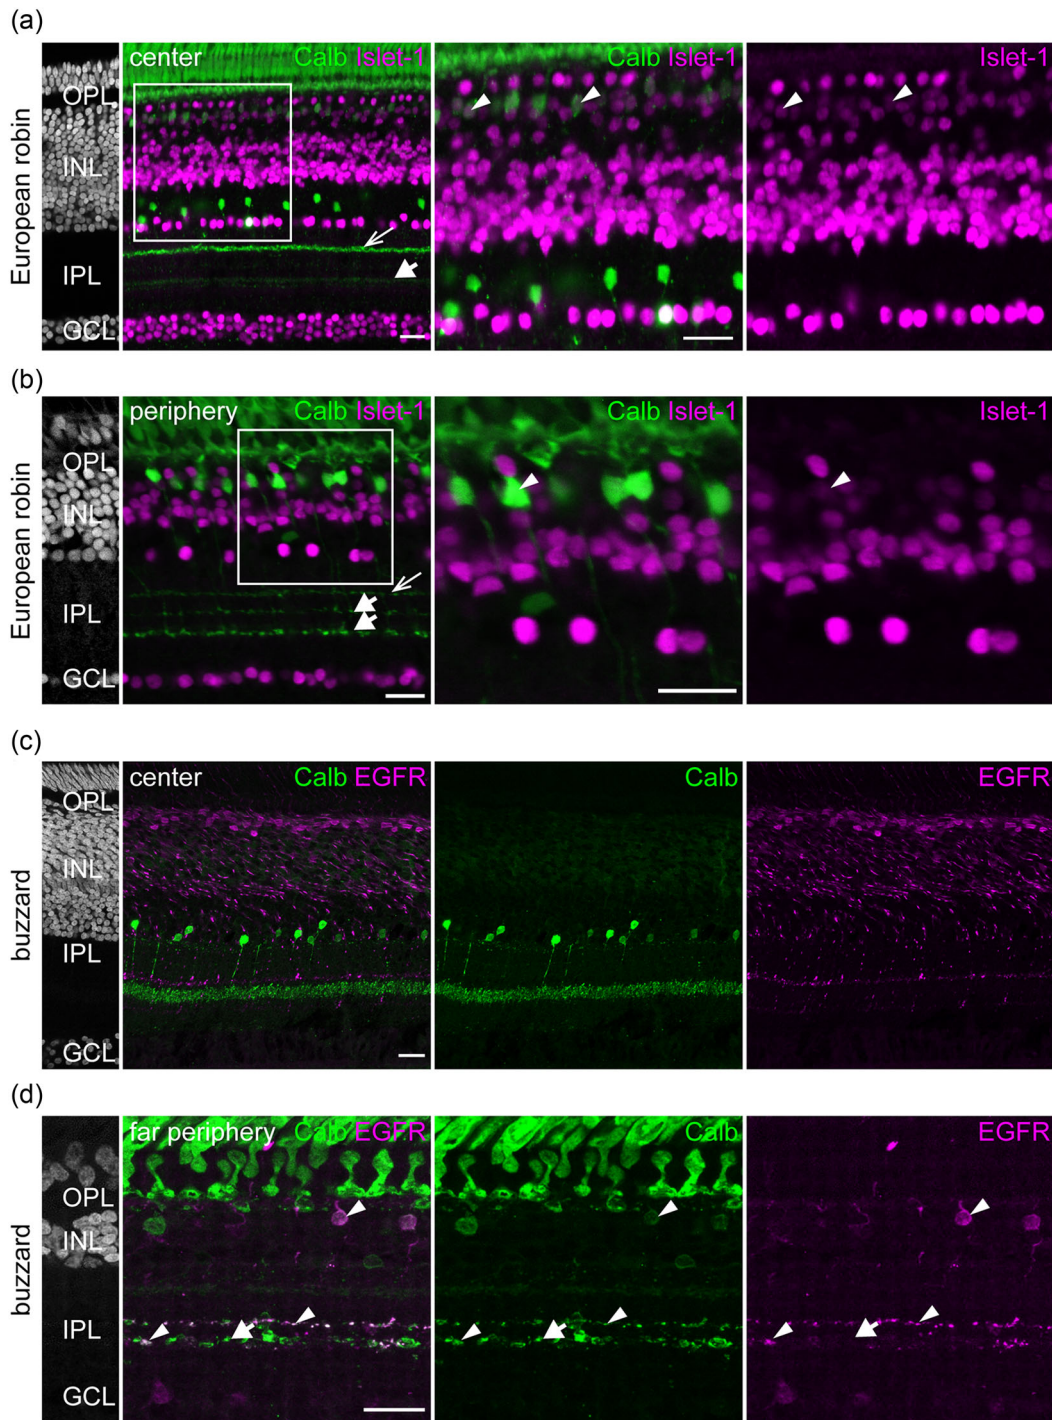 (a)
European robin
OPL
INL
IPL
GCL
center
Calb Islet-1
Calb Islet-1
Islet-1
(b)
European robin
OPL
INL
IPL
GCL
periphery
Calb Islet-1
Calb Islet-1
Islet-1
(c)
buzzard
OPL
INL
IPL
GCL
center
Calb EGFR
Calb
EGFR
(d)
buzzard
OPL
INL
IPL
GCL
far periphery
Calb EGFR
Calb
EGFR